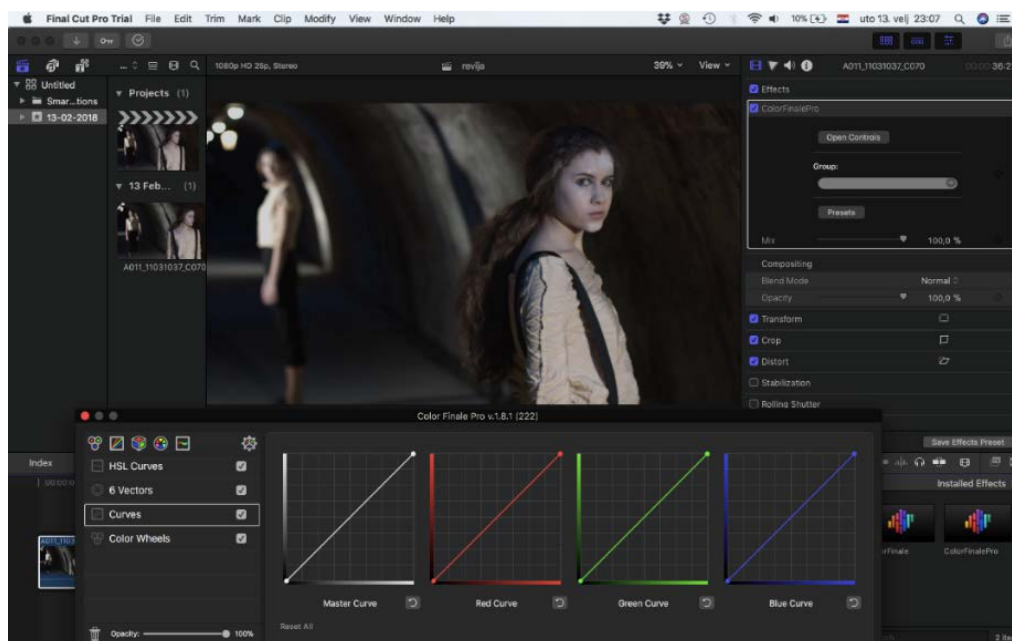 Final Cut Pro Trial File Edit Trim Mark Clip Modify View Window Help 10% uto 13. velj 23:07
1080p HD 25p, Stereo revija 39% View A011_11031037_C070
Untitled
Smar...tions
13-02-2018
Projects (1)
13 Feb... (1)
A011_11031037_C070
Effects
ColorFinalePro
Open Controls
Group:
Presets
Mix 100,0 %
Compositing
Blend Mode Normal
Opacity 100,0 %
Transform
Crop
Distort
Stabilization
Rolling Shutter
Save Effects Preset
Color Finale Pro v.1.8.1 (222)
HSL Curves
6 Vectors
Curves
Color Wheels
Opacity: 100%
Master Curve Red Curve Green Curve Blue Curve
Reset All
Index
Installed Effects
ColorFinalePro